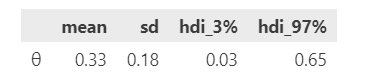 mean sd hdi_3% hdi_97%
θ 0.33 0.18 0.03 0.65